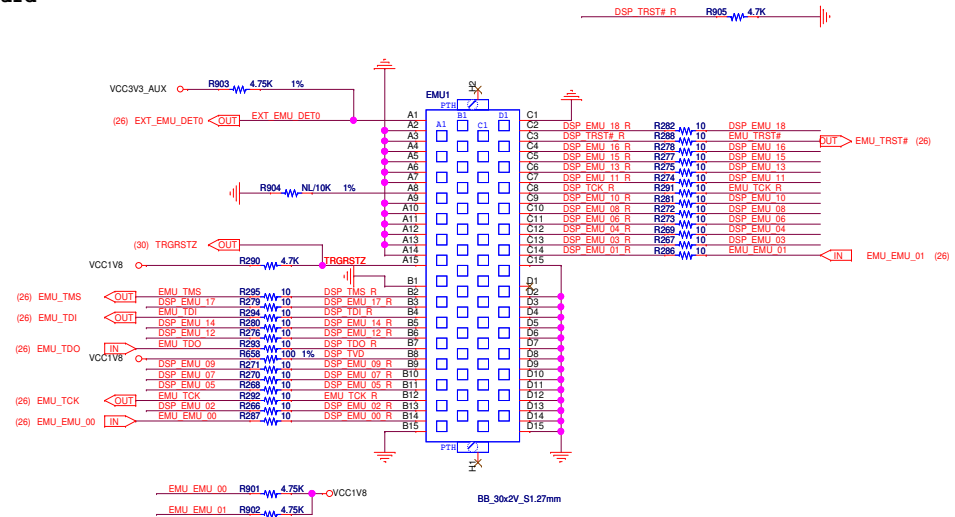 DSP_TRST#_R R905 4.7K
VCC3V3_AUX R903 4.75K 1%
H2
EMU1
PTH
(26) EXT_EMU_DET0 OUT EXT_EMU_DET0
A1 B1 C1 D1
A1 C1
A2 C2 DSP_EMU_18_R R282 10 DSP_EMU_18
A3 C3 DSP_TRST#_R R288 10 EMU_TRST# OUT EMU_TRST# (26)
A4 C4 DSP_EMU_16_R R278 10 DSP_EMU_16
A5 C5 DSP_EMU_15_R R277 10 DSP_EMU_15
A6 C6 DSP_EMU_13_R R275 10 DSP_EMU_13
A7 C7 DSP_EMU_11_R R274 10 DSP_EMU_11
R904 NL/10K 1% A8 C8 DSP_TCK_R R291 10 EMU_TCK_R
A9 C9 DSP_EMU_10_R R281 10 DSP_EMU_10
A10 C10 DSP_EMU_08_R R272 10 DSP_EMU_08
A11 C11 DSP_EMU_06_R R273 10 DSP_EMU_06
A12 C12 DSP_EMU_04_R R269 10 DSP_EMU_04
A13 C13 DSP_EMU_03_R R267 10 DSP_EMU_03
(30) TRGRSTZ OUT
A14 C14 DSP_EMU_01_R R286 10 EMU_EMU_01 IN EMU_EMU_01 (26)
VCC1V8 R290 4.7K TRGRSTZ A15 C15
B1 D1
(26) EMU_TMS OUT EMU_TMS R295 10 DSP_TMS_R B2 D2
DSP_EMU_17 R279 10 DSP_EMU_17_R B3 D3
(26) EMU_TDI OUT EMU_TDI R294 10 DSP_TDI_R B4 D4
DSP_EMU_14 R280 10 DSP_EMU_14_R B5 D5
DSP_EMU_12 R276 10 DSP_EMU_12_R B6 D6
(26) EMU_TDO IN EMU_TDO R293 10 DSP_TDO_R B7 D7
VCC1V8 R658 100 1% DSP_TVD B8 D8
DSP_EMU_09 R271 10 DSP_EMU_09_R B9 D9
DSP_EMU_07 R270 10 DSP_EMU_07_R B10 D10
DSP_EMU_05 R268 10 DSP_EMU_05_R B11 D11
(26) EMU_TCK OUT EMU_TCK R292 10 EMU_TCK_R B12 D12
DSP_EMU_02 R266 10 DSP_EMU_02_R B13 D13
(26) EMU_EMU_00 IN EMU_EMU_00 R287 10 DSP_EMU_00_R B14 D14
B15 D15
PTH
H1
EMU_EMU_00 R901 4.75K VCC1V8
BB_30x2V_S1.27mm
EMU_EMU_01 R902 4.75K